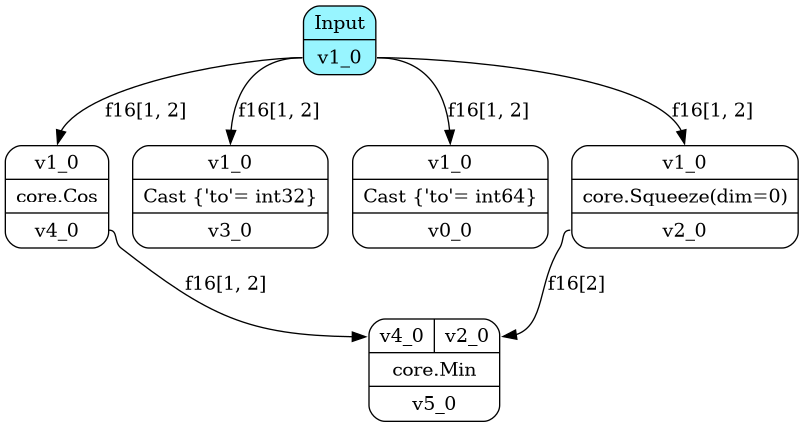 Input
v1_0
f16[1, 2]
f16[1, 2]
f16[1, 2]
f16[1, 2]
v1_0
core.Cos
v4_0
v1_0
Cast {'to'= int32}
v3_0
v1_0
Cast {'to'= int64}
v0_0
v1_0
core.Squeeze(dim=0)
v2_0
f16[1, 2]
f16[2]
v4_0
v2_0
core.Min
v5_0